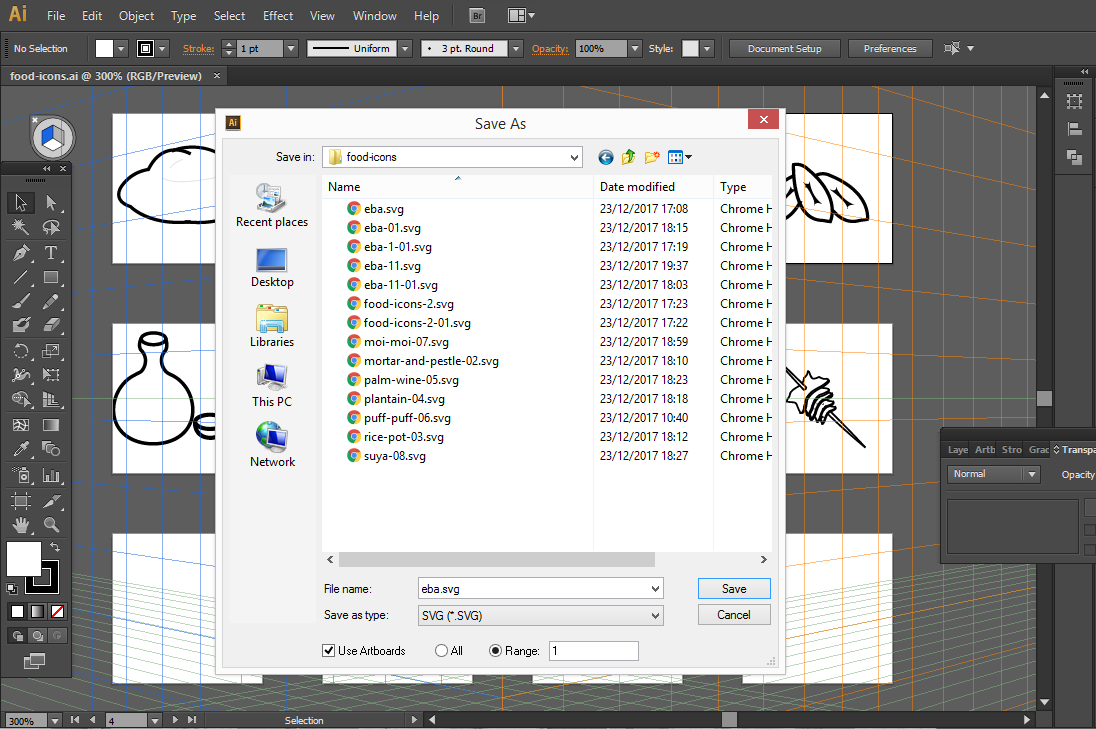 Ai File Edit Object Type Select Effect View Window Help Br
No Selection Stroke: 1 pt Uniform 3 pt. Round Opacity: 100% Style: Document Setup Preferences
food-icons.ai @ 300% (RGB/Preview) ×
Ai Save As
Save in: food-icons
Name Date modified Type
eba.svg 23/12/2017 17:08 Chrome H
eba-01.svg 23/12/2017 18:15 Chrome H
eba-1-01.svg 23/12/2017 17:19 Chrome H
eba-11.svg 23/12/2017 19:37 Chrome H
eba-11-01.svg 23/12/2017 18:03 Chrome H
food-icons-2.svg 23/12/2017 17:23 Chrome H
food-icons-2-01.svg 23/12/2017 17:22 Chrome H
moi-moi-07.svg 23/12/2017 18:59 Chrome H
mortar-and-pestle-02.svg 23/12/2017 18:10 Chrome H
palm-wine-05.svg 23/12/2017 18:23 Chrome H
plantain-04.svg 23/12/2017 18:18 Chrome H
puff-puff-06.svg 23/12/2017 10:40 Chrome H
rice-pot-03.svg 23/12/2017 18:12 Chrome H
suya-08.svg 23/12/2017 18:27 Chrome H
Recent places
Desktop
Libraries
This PC
Network
File name: eba.svg Save
Save as type: SVG (*.SVG) Cancel
Use Artboards All Range: 1
Laye Artb Stro Grac Transpa
Normal Opacity
300% 4 Selection